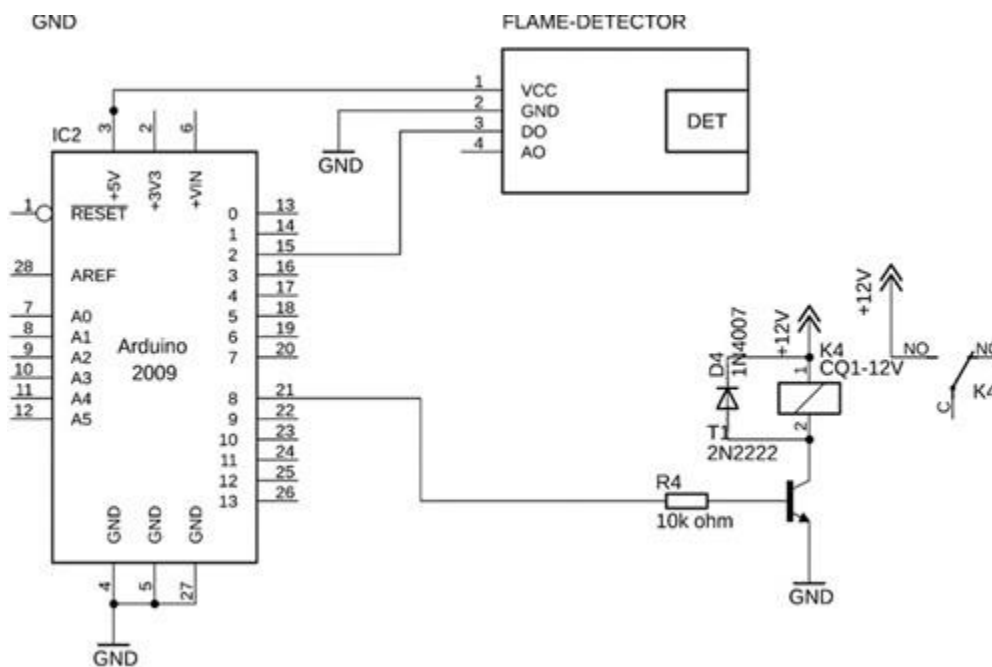 GND
FLAME-DETECTOR
1 VCC
2 GND
3 DO
4 AO
DET
GND
IC2
3 2 6
+5V +3V3 +VIN
1 RESET
28 AREF
7 A0
8 A1
9 A2
10 A3
11 A4
12 A5
Arduino
2009
0 13
1 14
2 15
3 16
4 17
5 18
6 19
7 20
8 21
9 22
10 23
11 24
12 25
13 26
GND GND GND
4 5 27
GND
D4
1N4007
+12V
K4
CQ1-12V
1
2
T1
2N2222
R4
10k ohm
GND
+12V
NO
C
K4